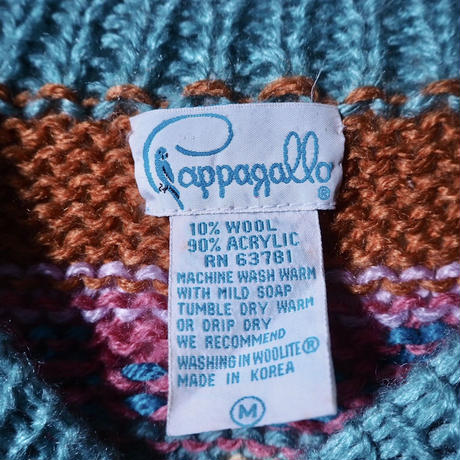 Pappagallo®
10% WOOL
90% ACRYLIC
RN 63781
MACHINE WASH WARM
WITH MILD SOAP
TUMBLE DRY WARM
OR DRIP DRY
WE RECOMMEND
WASHING IN WOOLITE®
MADE IN KOREA
M